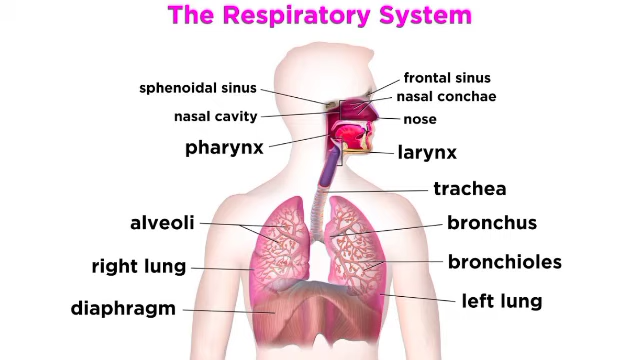 The Respiratory System
sphenoidal sinus
frontal sinus
nasal conchae
nasal cavity
nose
pharynx
larynx
trachea
alveoli
bronchus
right lung
bronchioles
diaphragm
left lung